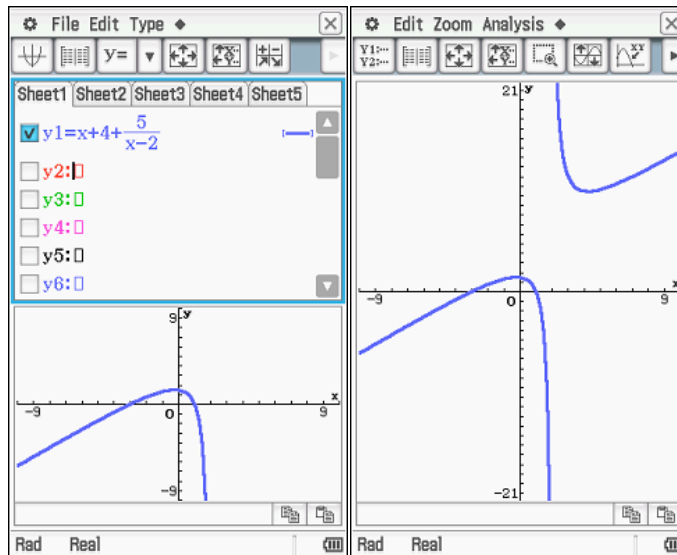 File Edit Type
Y=
Sheet1 Sheet2 Sheet3 Sheet4 Sheet5
y1=x+4+5/(x-2)
y2:
y3:
y4:
y5:
y6:
9 y
x
-9 0 9
-9
Rad Real
Edit Zoom Analysis
Y1:···
Y2:···
XY
21 y
x
-9 0 9
-21
Rad Real